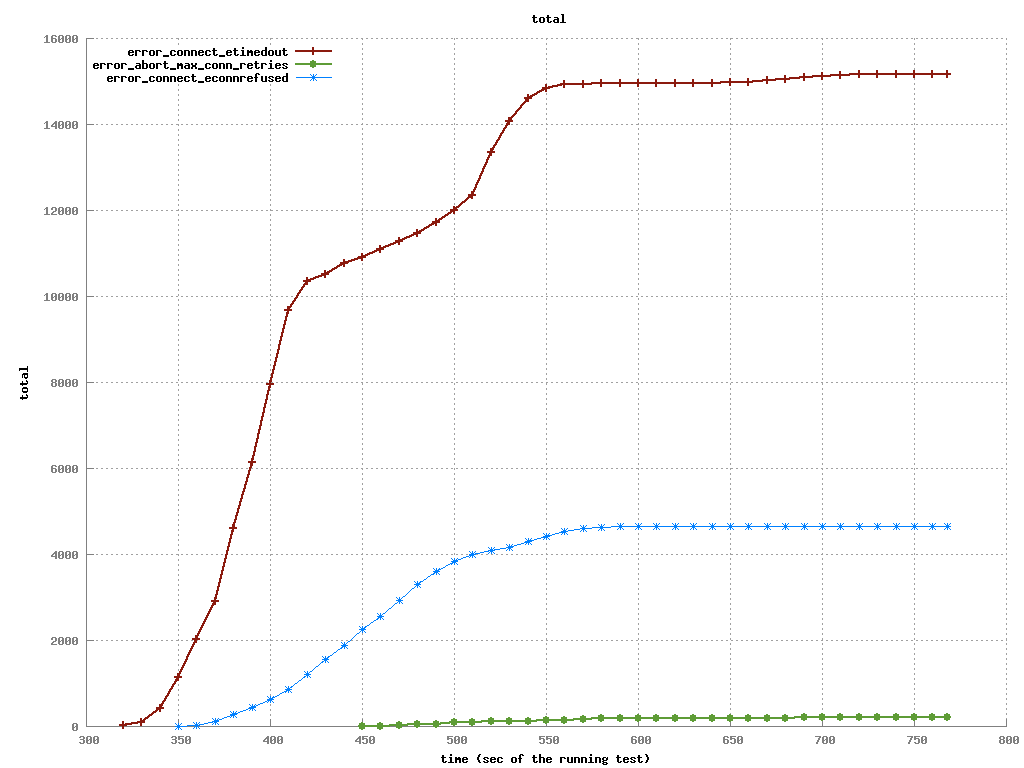 total
16000
error_connect_etimedout
error_abort_max_conn_retries
error_connect_econnrefused
14000
12000
10000
total
8000
6000
4000
2000
0
300 350 400 450 500 550 600 650 700 750 800
time (sec of the running test)